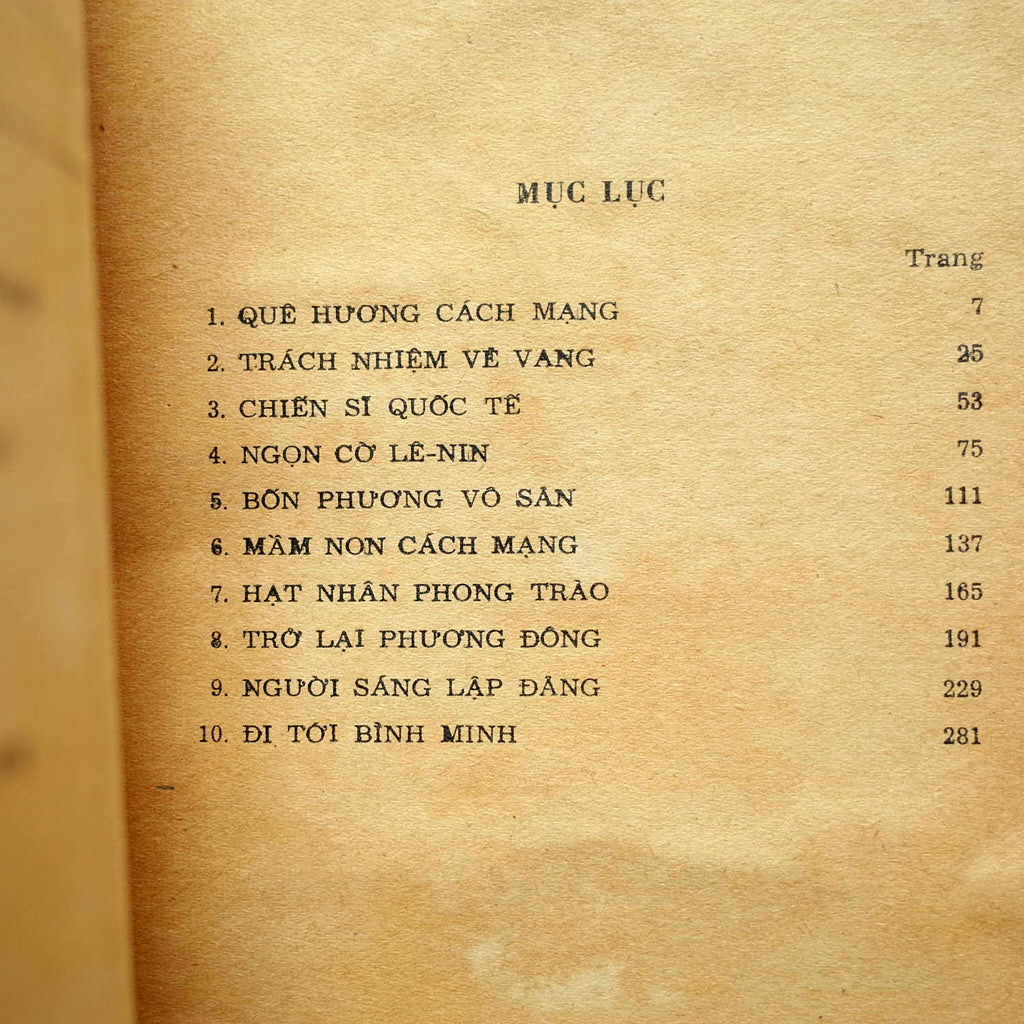 MỤC LỤC
Trang
1. QUÊ HƯƠNG CÁCH MẠNG 7
2. TRÁCH NHIỆM VẺ VANG 25
3. CHIẾN SĨ QUỐC TẾ 53
4. NGỌN CỜ LÊ-NIN 75
5. BỐN PHƯƠNG VÔ SẢN 111
6. MẦM NON CÁCH MẠNG 137
7. HẠT NHÂN PHONG TRÀO 165
8. TRỞ LẠI PHƯƠNG ĐÔNG 191
9. NGƯỜI SÁNG LẬP ĐẢNG 229
10. ĐI TỚI BÌNH MINH 281